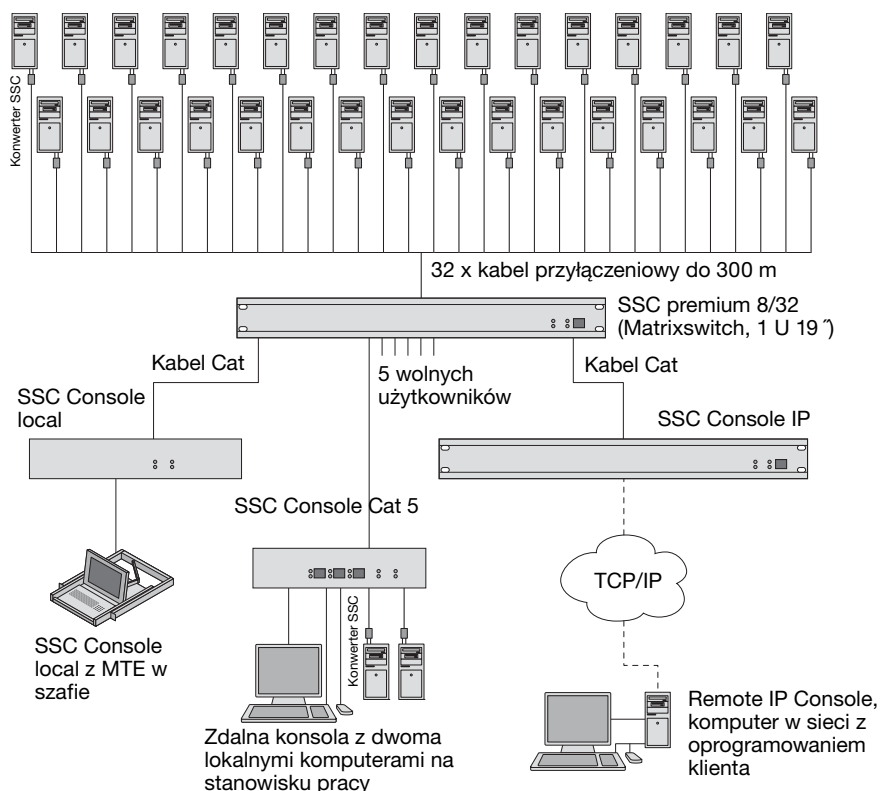 Konwerter SSC
32 x kabel przyłączeniowy do 300 m
SSC premium 8/32
(Matrixswitch, 1 U 19 ˝)
Kabel Cat
5 wolnych
użytkowników
Kabel Cat
SSC Console
local
SSC Console IP
SSC Console Cat 5
TCP/IP
Konwerter SSC
SSC Console
local z MTE w
szafie
Zdalna konsola z dwoma
lokalnymi komputerami na
stanowisku pracy
Remote IP Console,
komputer w sieci z
oprogramowaniem
klienta